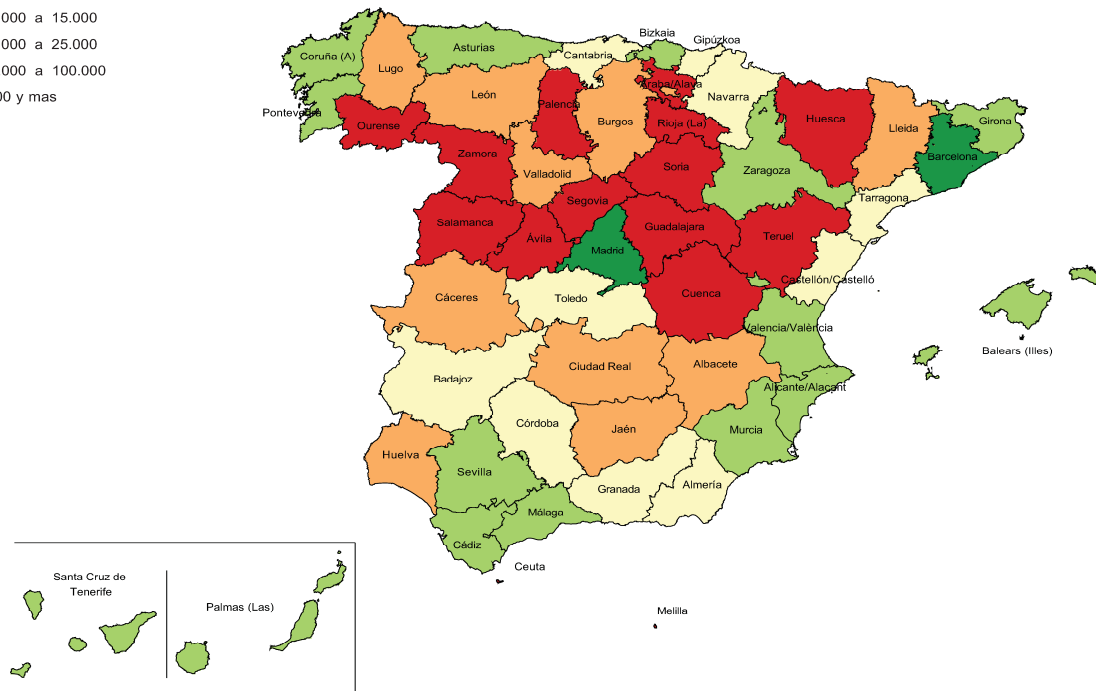 000 a 15.000
000 a 25.000
000 a 100.000
00 y mas
Coruña (A)
Lugo
Asturias
Cantabria
Bizkaia
Gipúzkoa
Pontevedra
Ourense
León
Palencia
Burgos
Araba/Alava
Rioja (La)
Navarra
Huesca
Lleida
Girona
Barcelona
Zamora
Valladolid
Soria
Zaragoza
Tarragona
Salamanca
Ávila
Segovia
Madrid
Guadalajara
Teruel
Castellón/Castelló
Cáceres
Toledo
Cuenca
Valencia/València
Balears (Illes)
Badajoz
Ciudad Real
Albacete
Alicante/Alacant
Huelva
Sevilla
Córdoba
Jaén
Murcia
Granada
Almería
Málaga
Cádiz
Ceuta
Melilla
Santa Cruz de
Tenerife
Palmas (Las)